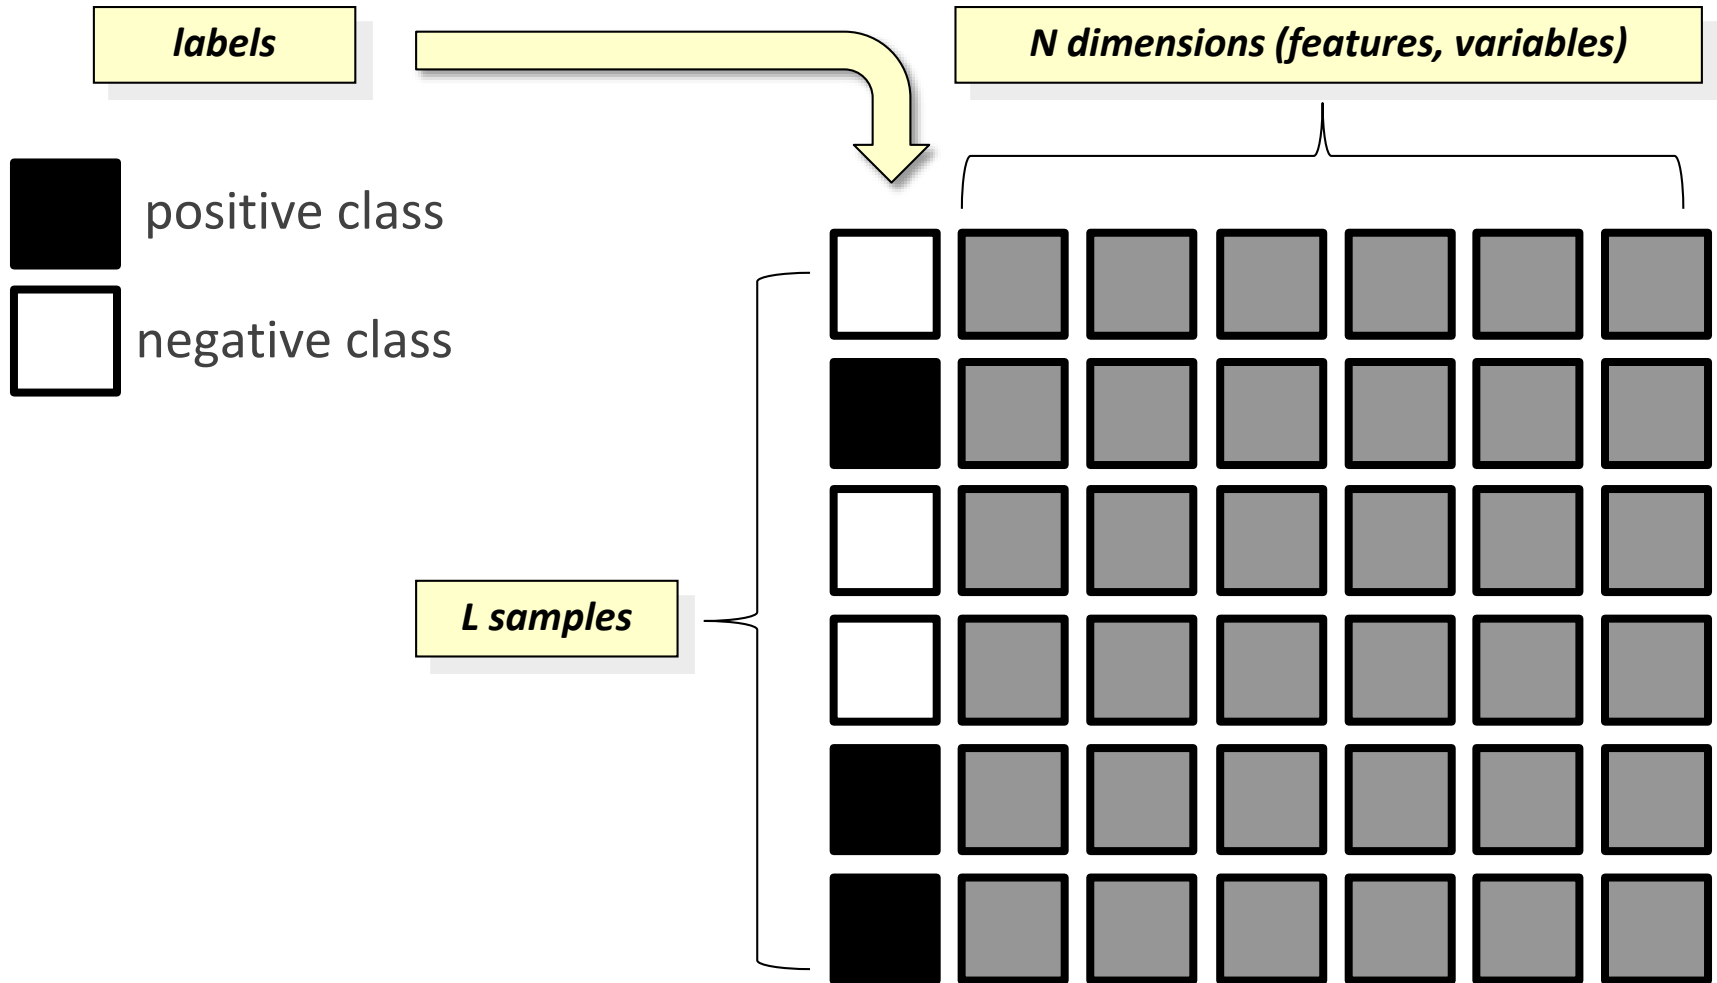 labels
N dimensions (features, variables)
positive class
negative class
L samples